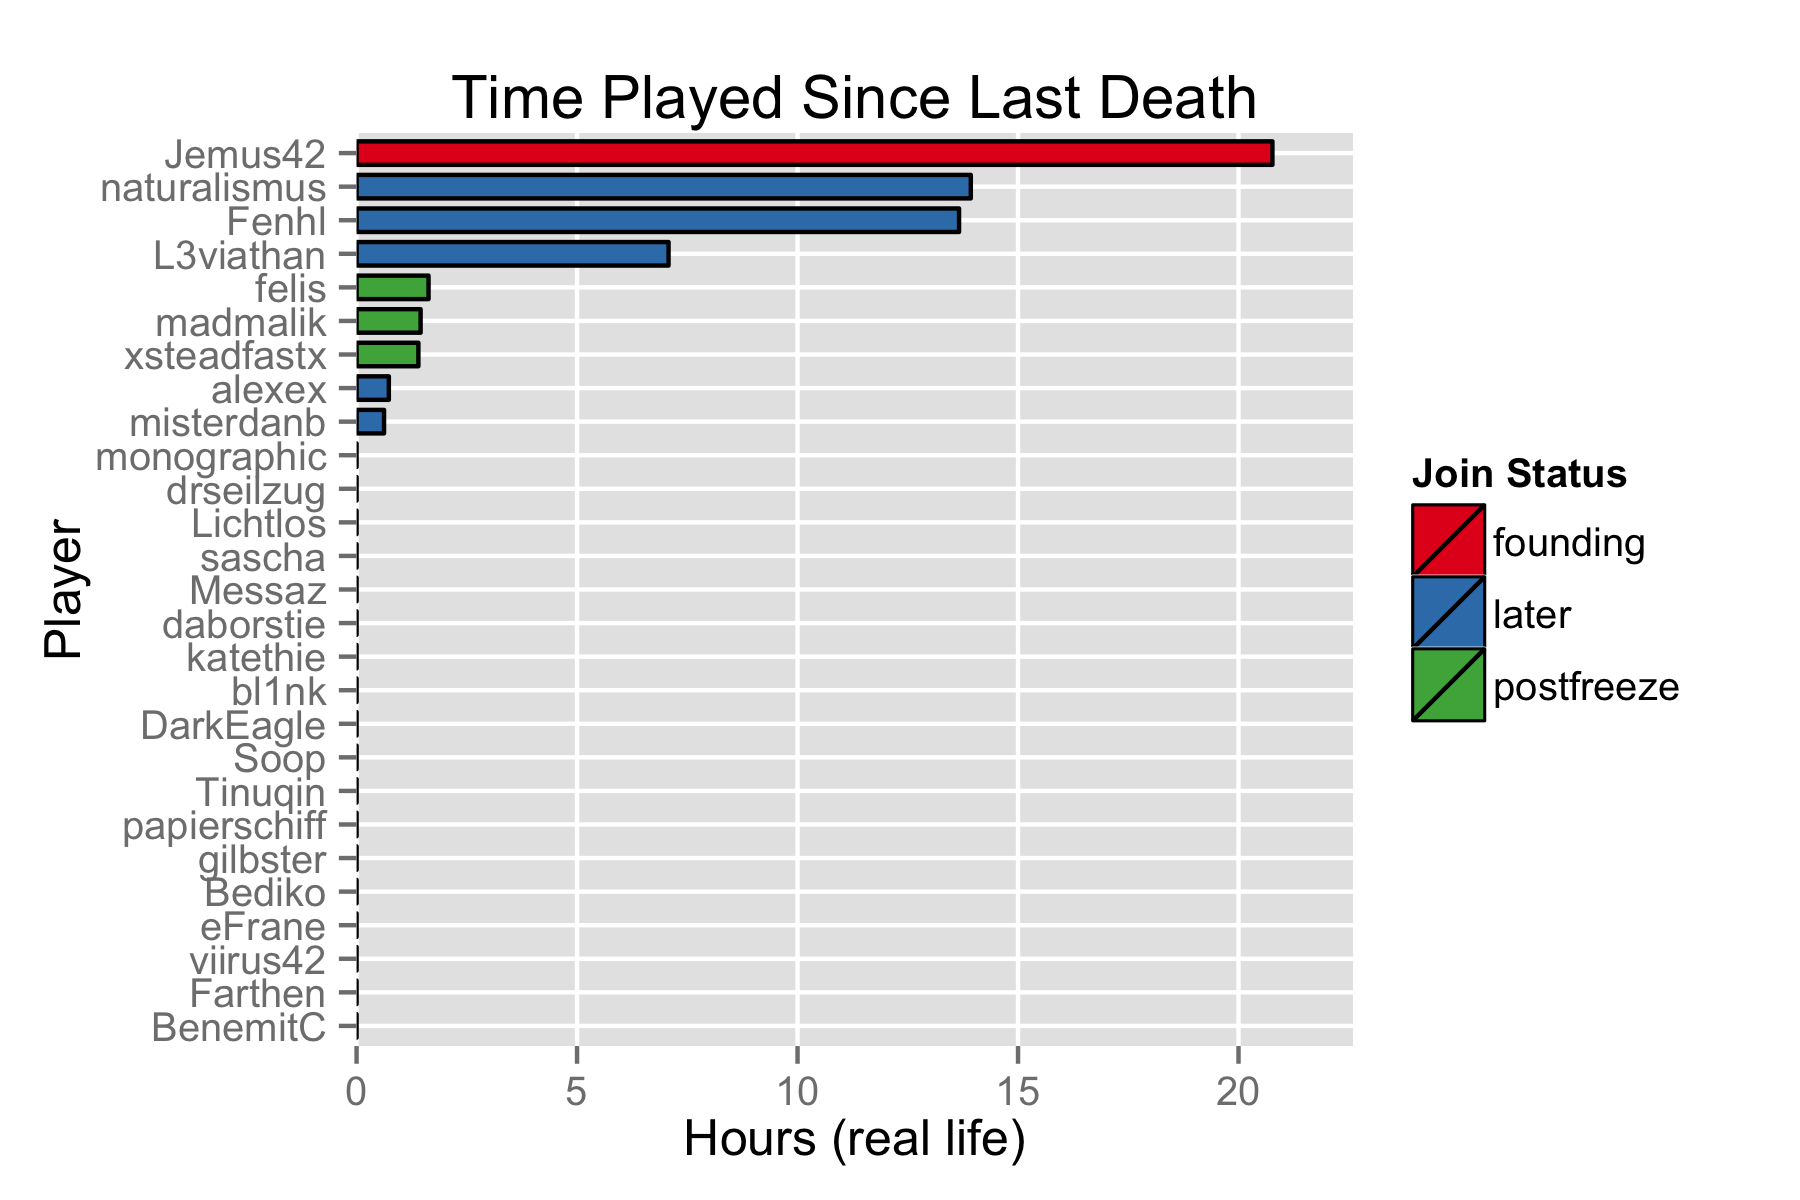 Time Played Since Last Death
Player
Jemus42
naturalismus
Fenhl
L3viathan
felis
madmalik
xsteadfastx
alexex
misterdanb
monographic
drseilzug
Lichtlos
sascha
Messaz
daborstie
katethie
bl1nk
DarkEagle
Soop
Tinuqin
papierschiff
gilbster
Bediko
eFrane
viirus42
Farthen
BenemitC
0 5 10 15 20
Hours (real life)
Join Status
founding
later
postfreeze